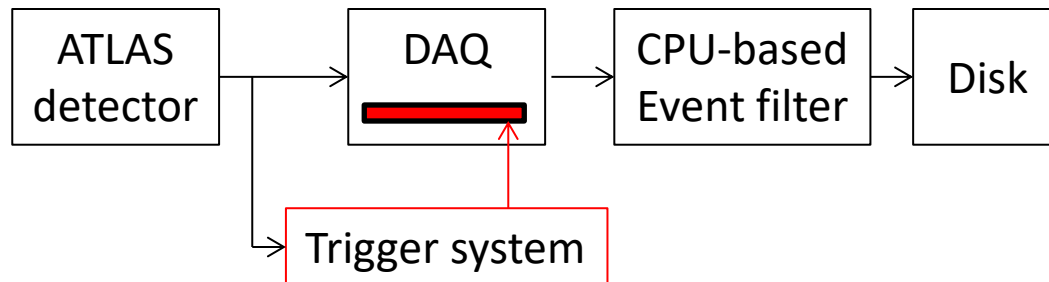 ATLAS
detector
DAQ
CPU-based
Event filter
Disk
Trigger system